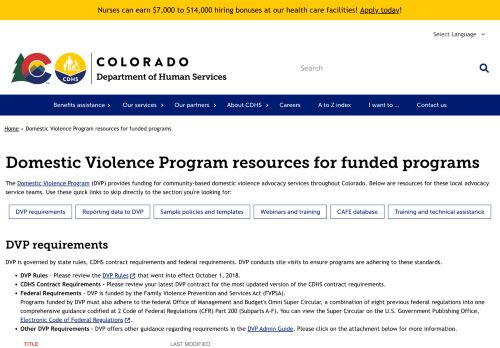 Nurses can earn $7,000 to $14,000 hiring bonuses at our health care facilities! Apply today!
Select Language
COLORADO
Department of Human Services
CDHS
Search
Benefits assistance
Our services
Our partners
About CDHS
Careers
A to Z index
I want to ...
Contact us
Home › Domestic Violence Program resources for funded programs
Domestic Violence Program resources for funded programs
The Domestic Violence Program (DVP) provides funding for community-based domestic violence advocacy services throughout Colorado. Below are resources for these local advocacy
service teams. Use these quick links to skip directly to the section you're looking for:
DVP requirements
Reporting data to DVP
Sample policies and templates
Webinars and training
CAFE database
Training and technical assistance
DVP requirements
DVP is governed by state rules, CDHS contract requirements and federal requirements. DVP conducts site visits to ensure programs are adhering to these standards.
• DVP Rules - Please review the DVP Rules that went into effect October 1, 2018.
• CDHS Contract Requirements - Please review your latest DVP contract for the most updated version of the CDHS contract requirements.
• Federal Requirements - DVP is funded by the Family Violence Prevention and Services Act (FVPSA).
Programs funded by DVP must also adhere to the federal Office of Management and Budget's Omni Super Circular, a combination of eight previous federal regulations into one
comprehensive guidance codified at 2 Code of Federal Regulations (CFR) Part 200 (Subparts A-F). You can view the Super Circular on the U.S. Government Publishing Office,
Electronic Code of Federal Regulations.
• Other DVP Requirements - DVP offers other guidance regarding requirements in the DVP Admin Guide. Please click on the attachment below for more information.
TITLE
LAST MODIFIED